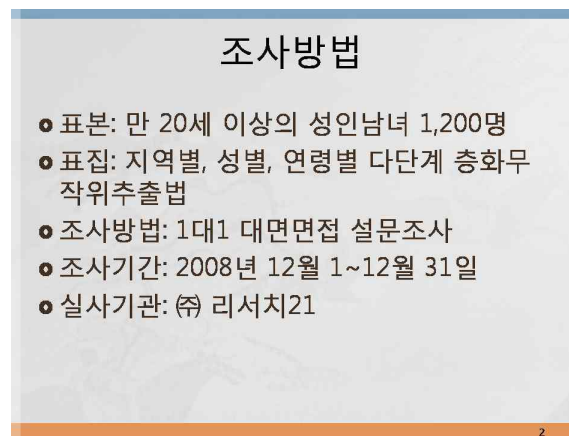 조사방법
표본: 만 20세 이상의 성인남녀 1,200명
표집: 지역별, 성별, 연령별 다단계 층화무
작위추출법
조사방법: 1대1 대면면접 설문조사
조사기간: 2008년 12월 1~12월 31일
실사기관: ㈜ 리서치21
2